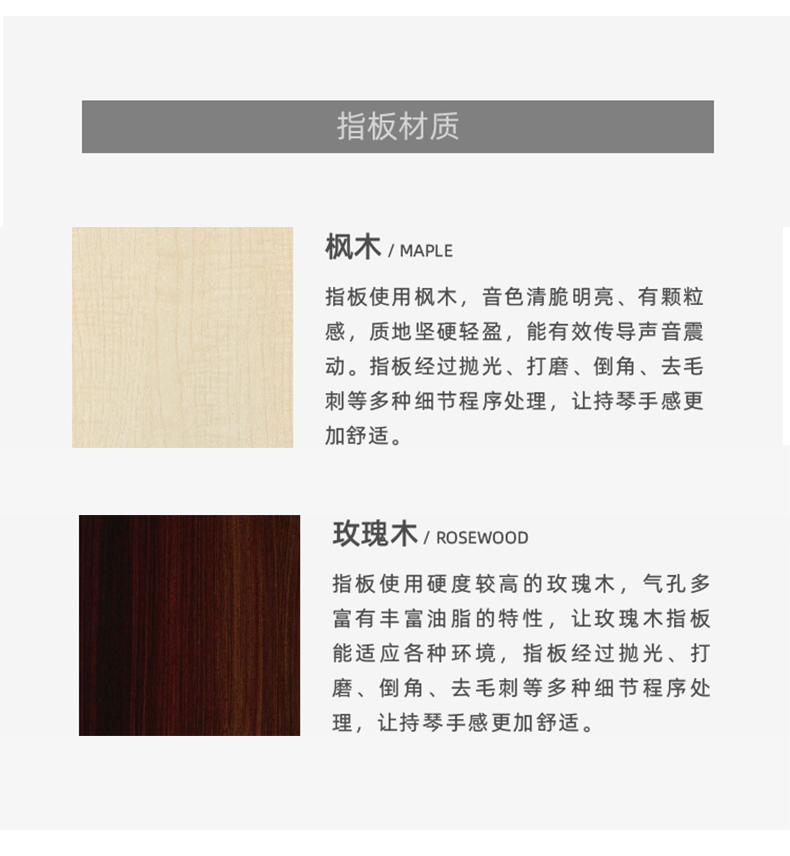 指板材质
枫木 / MAPLE
指板使用枫木，音色清脆明亮、有颗粒
感，质地坚硬轻盈，能有效传导声音震
动。指板经过抛光、打磨、倒角、去毛
刺等多种细节程序处理，让持琴手感更
加舒适。
玫瑰木 / ROSEWOOD
指板使用硬度较高的玫瑰木，气孔多
富有丰富油脂的特性，让玫瑰木指板
能适应各种环境，指板经过抛光、打
磨、倒角、去毛刺等多种细节程序处
理，让持琴手感更加舒适。